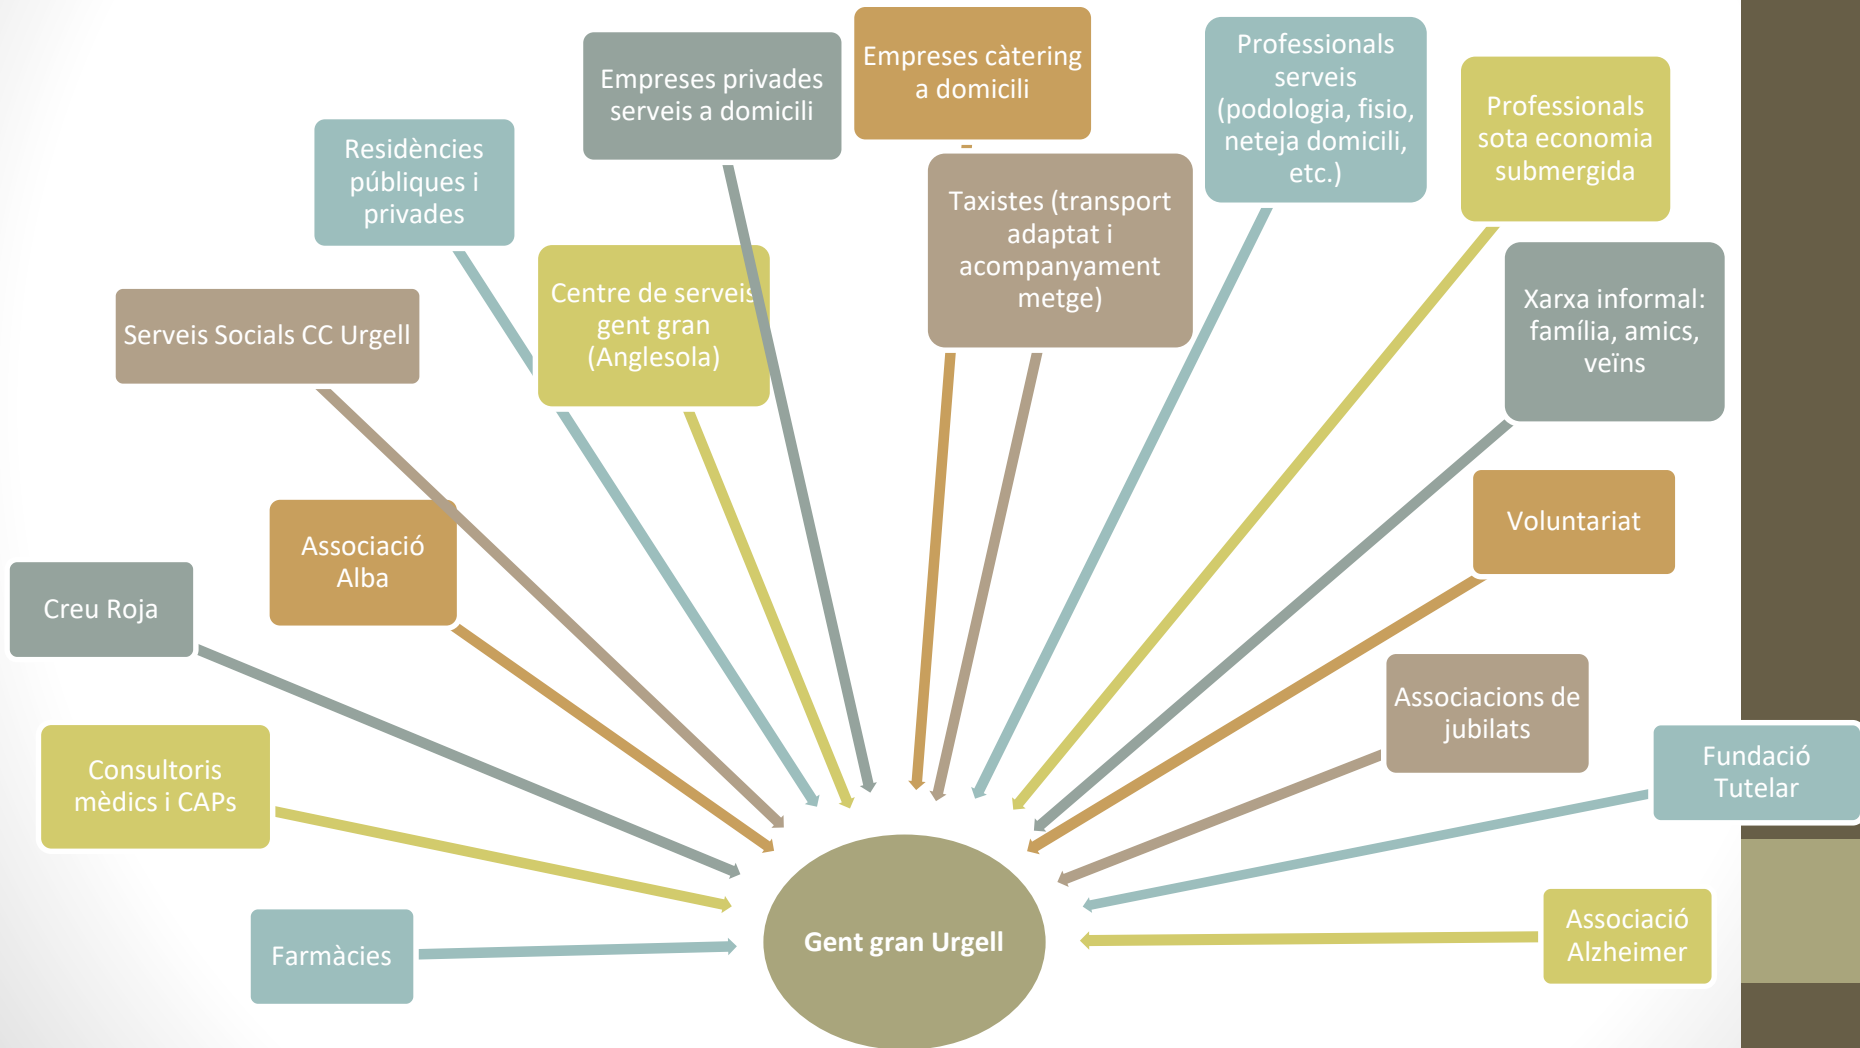 Empreses càtering
a domicili
Professionals
serveis
(podologia, fisio,
neteja domicili,
etc.)
Empreses privades
serveis a domicili
Professionals
sota economia
submergida
Residències
públiques i
privades
Taxistes (transport
adaptat i
acompanyament
metge)
Centre de serveis
gent gran
(Anglesola)
Xarxa informal:
família, amics,
veïns
Serveis Socials CC Urgell
Voluntariat
Associació
Alba
Creu Roja
Associacions de
jubilats
Consultoris
mèdics i CAPs
Fundació
Tutelar
Farmàcies
Gent gran Urgell
Associació
Alzheimer